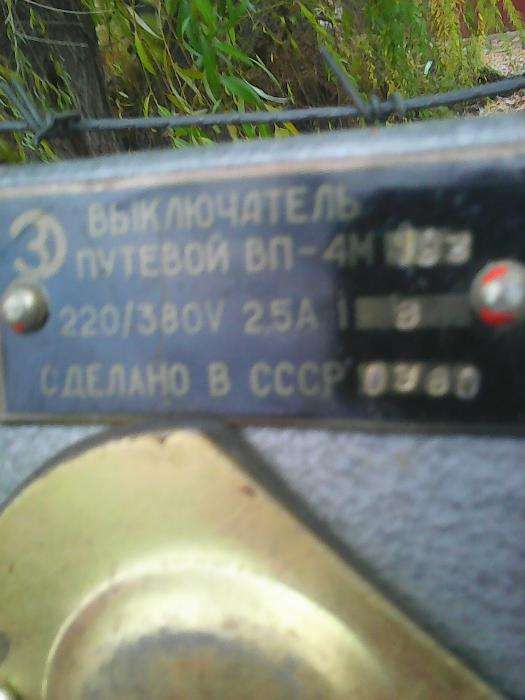 ВЫКЛЮЧАТЕЛЬ
ПУТЕВОЙ ВП-4М
220/380V 2,5А
СДЕЛАНО В СССР